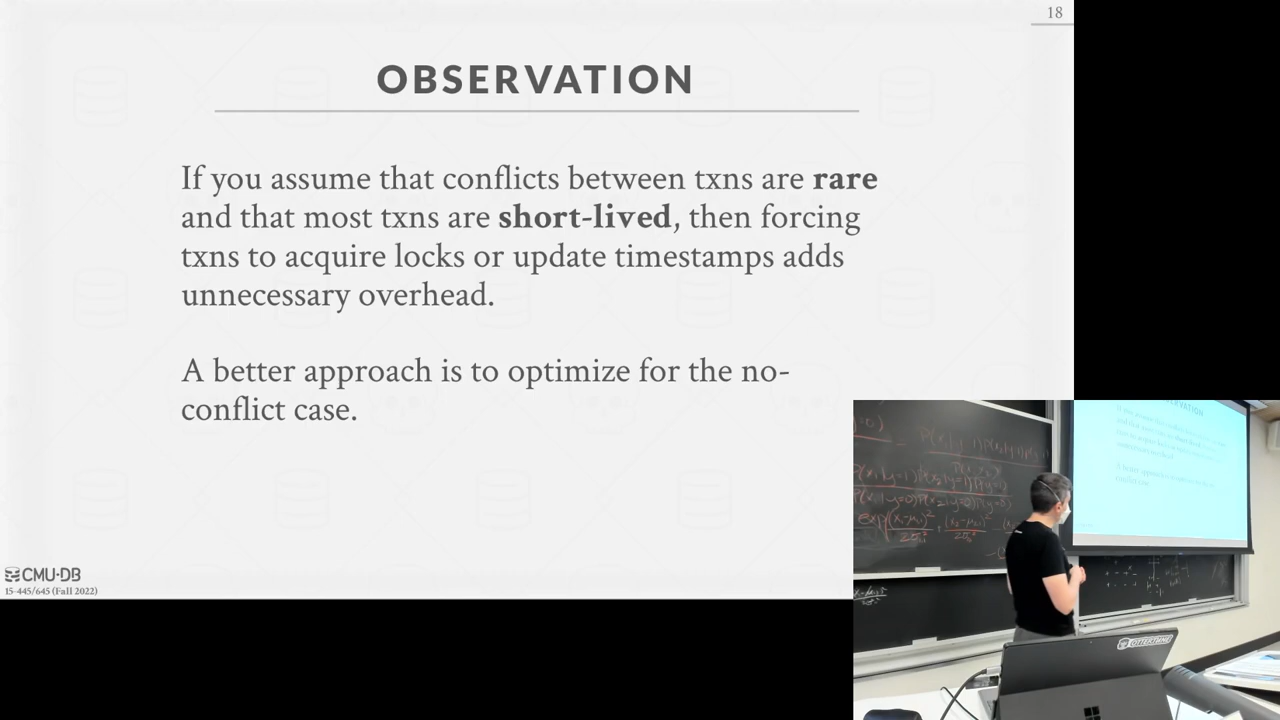 18
OBSERVATION
If you assume that conflicts between txns are rare
and that most txns are short-lived, then forcing
txns to acquire locks or update timestamps adds
unnecessary overhead.
A better approach is to optimize for the no-
conflict case.
CMU·DB
15-445/645 (Fall 2022)
OTTERTUNE